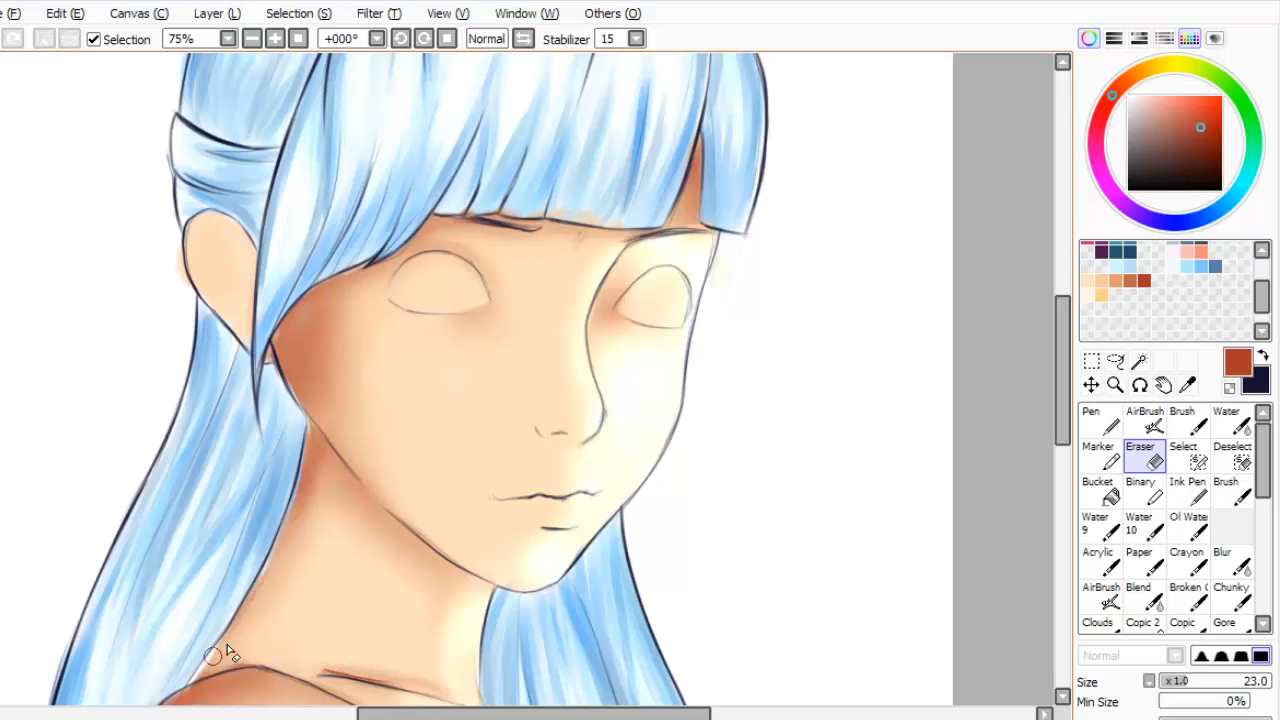 e (F) Edit (E) Canvas (C) Layer (L) Selection (S) Filter (T) View (V) Window (W) Others (O)
Selection 75% +000° Normal Stabilizer 15
Pen AirBrush Brush Water
Marker Eraser Select Deselect
Bucket Binary Ink Pen Brush
Water 9 Water 10 Ol Wate
Acrylic Paper Crayon Blur
AirBrush Blend Broken C Chunky
Clouds Copic 2 Copic Gore
Normal
Size x 1.0 23.0
Min Size 0%